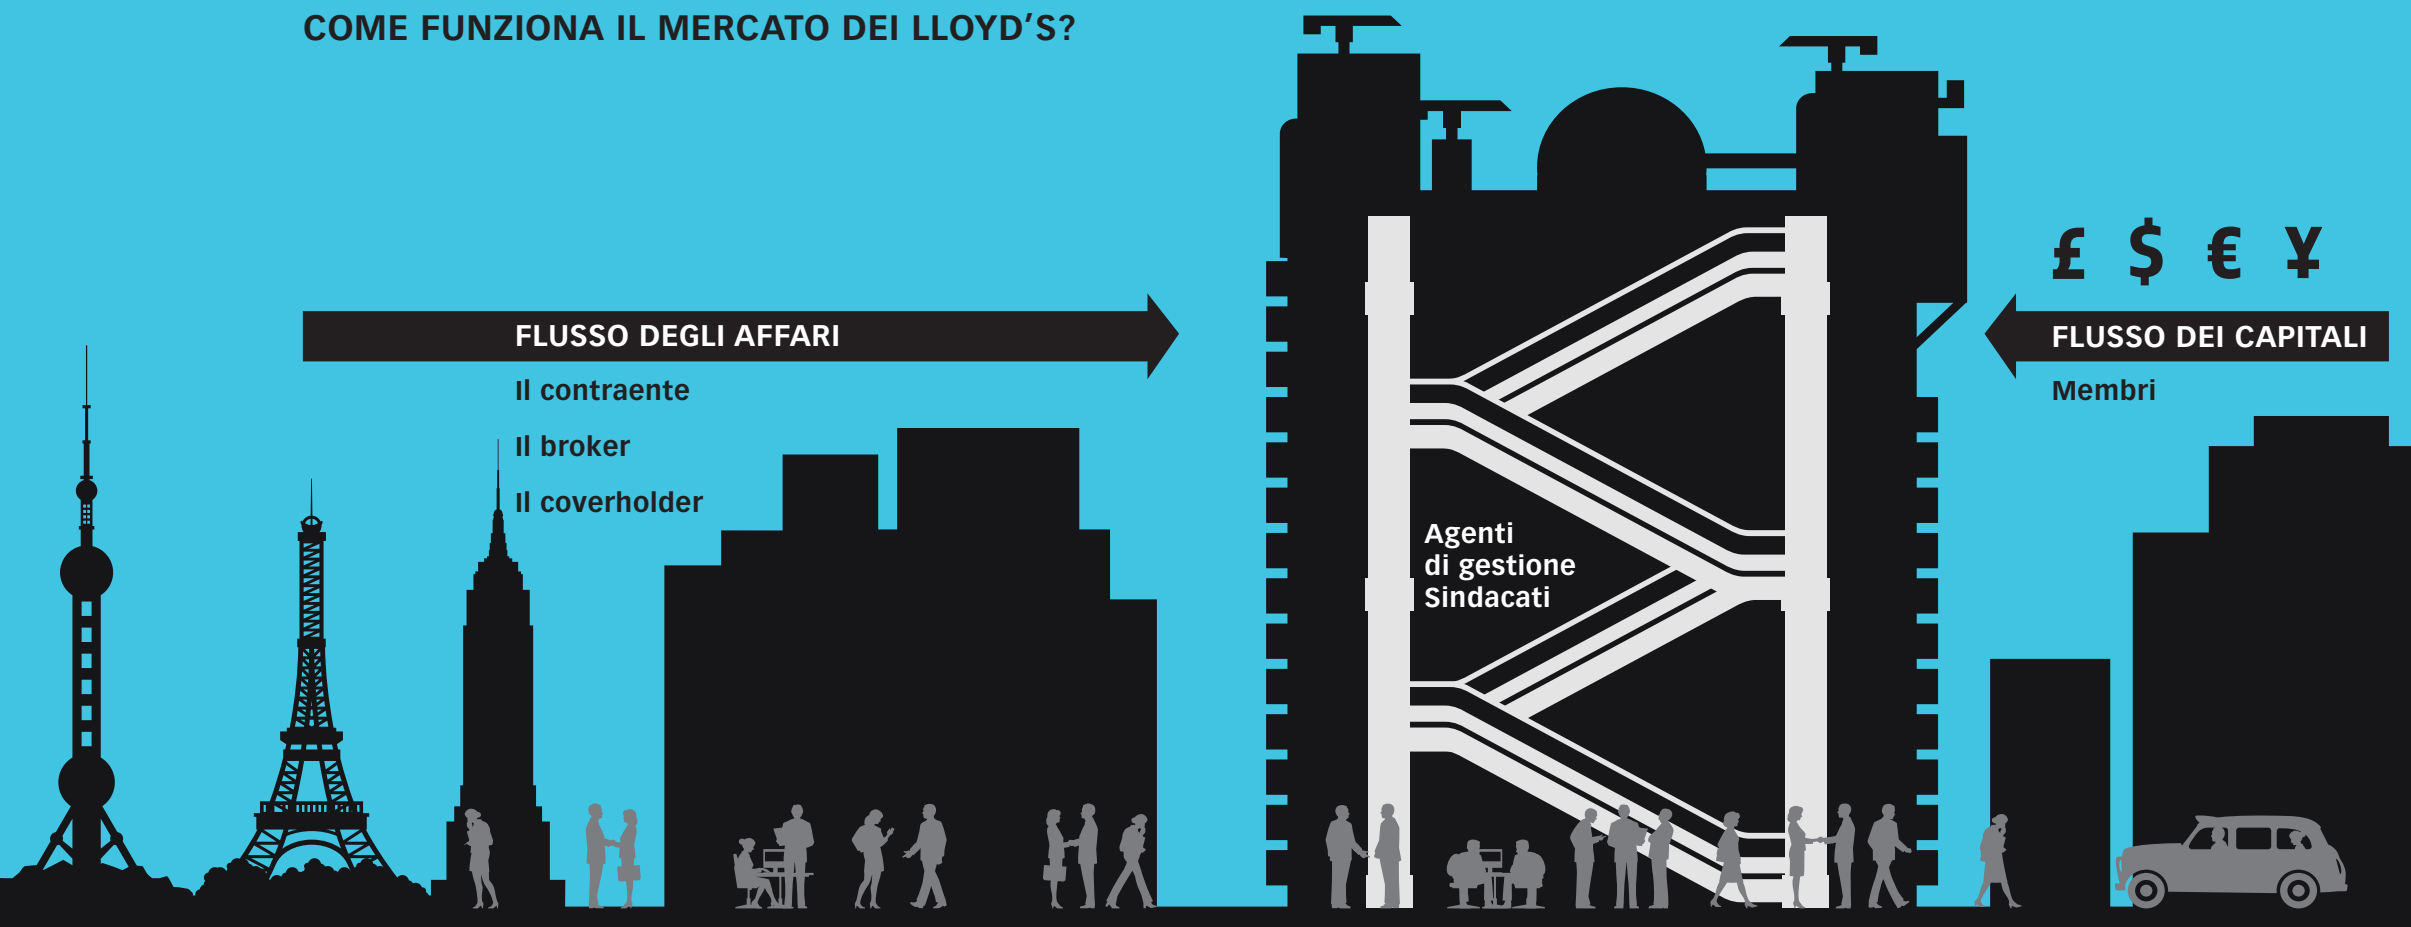 COME FUNZIONA IL MERCATO DEI LLOYD'S?
FLUSSO DEGLI AFFARI
Il contraente
Il broker
Il coverholder
Agenti
di gestione
Sindacati
£ $ € ¥
FLUSSO DEI CAPITALI
Membri